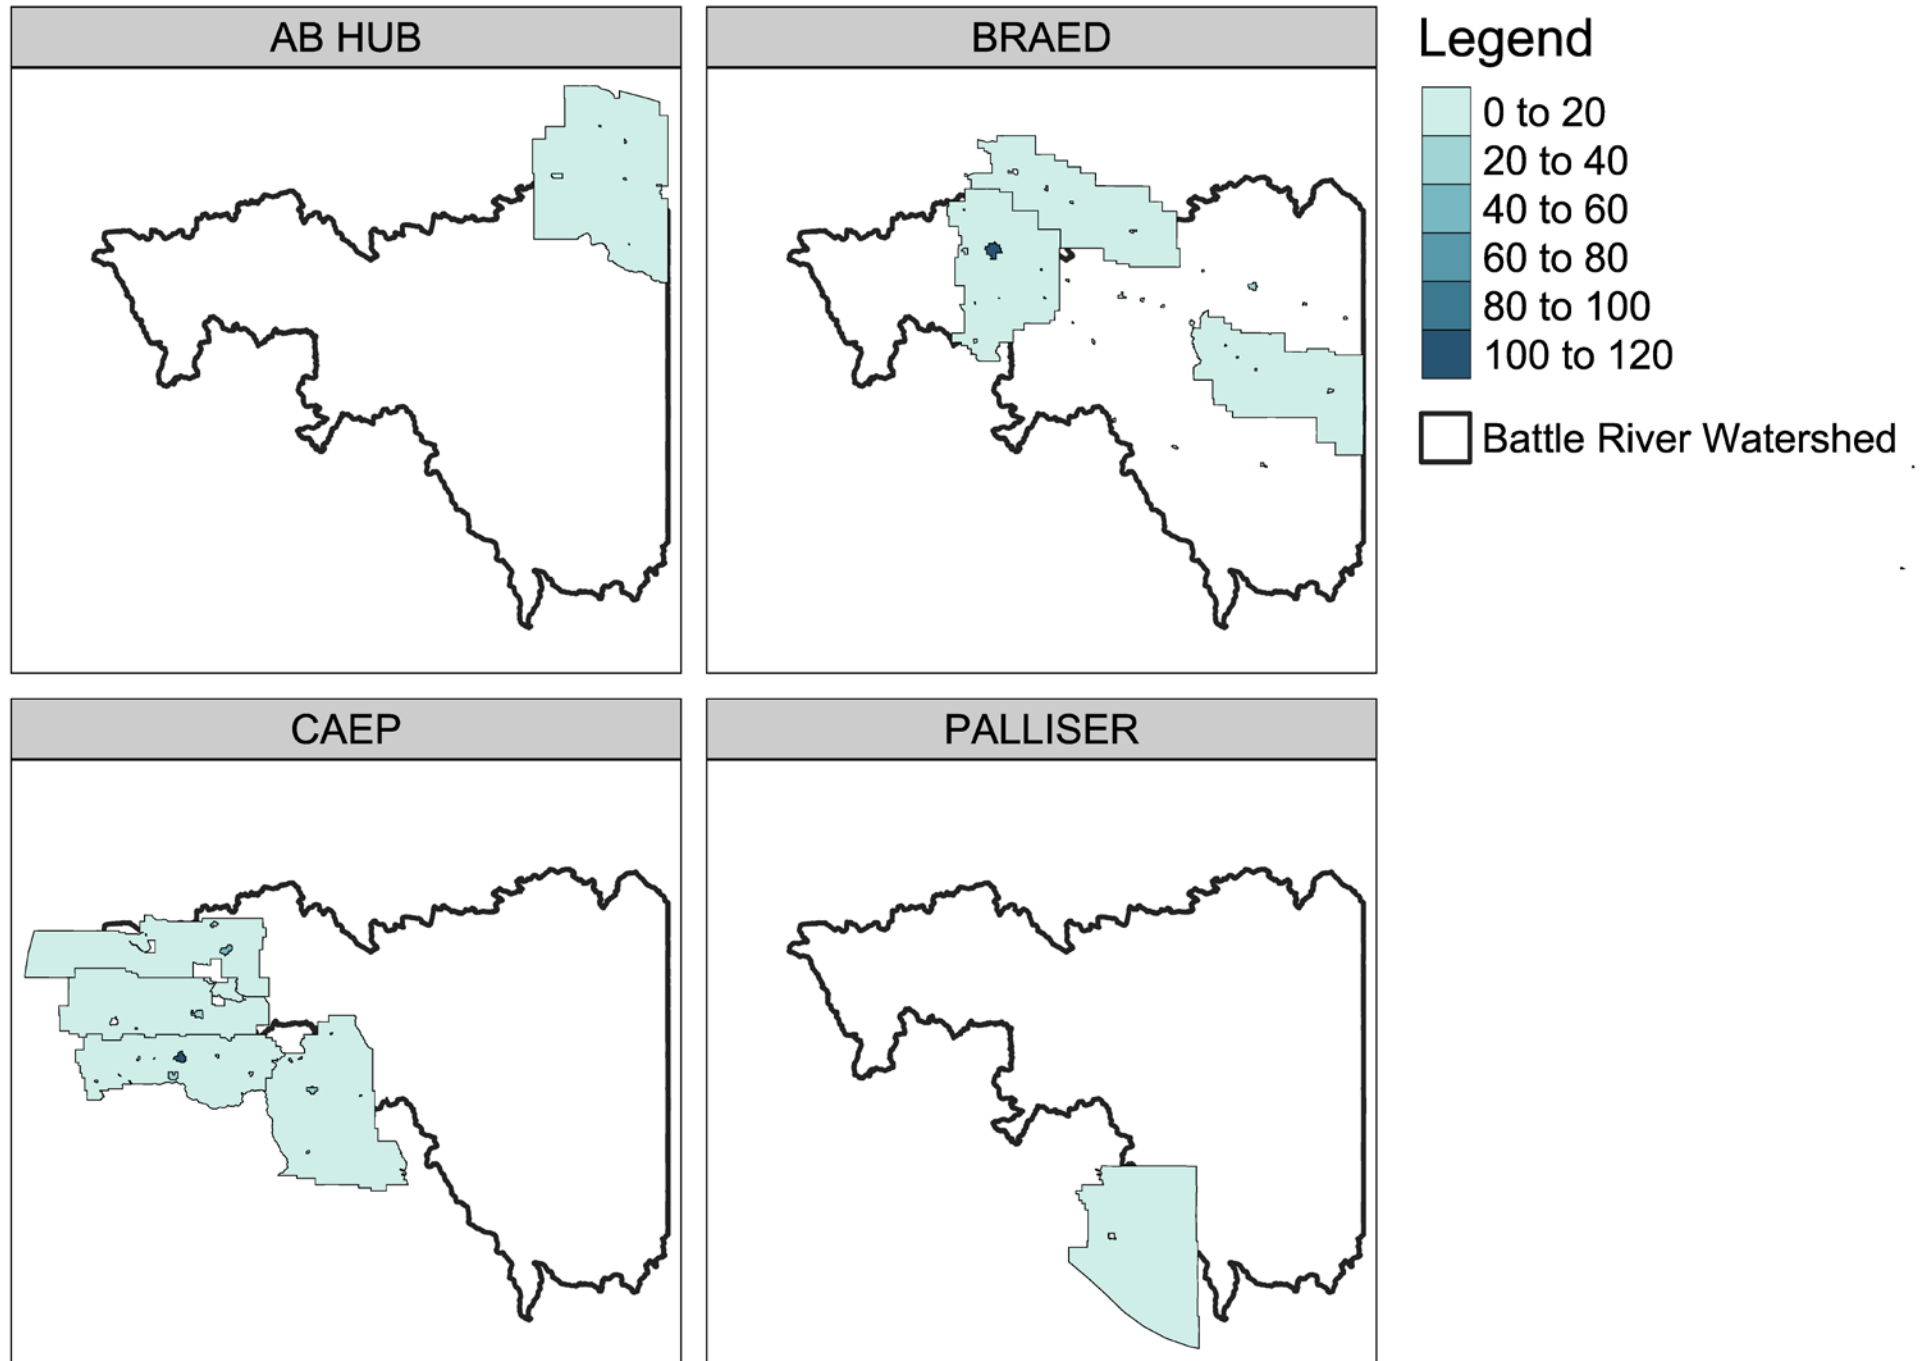 AB HUB
BRAED
Legend
0 to 20
20 to 40
40 to 60
60 to 80
80 to 100
100 to 120
Battle River Watershed
CAEP
PALLISER